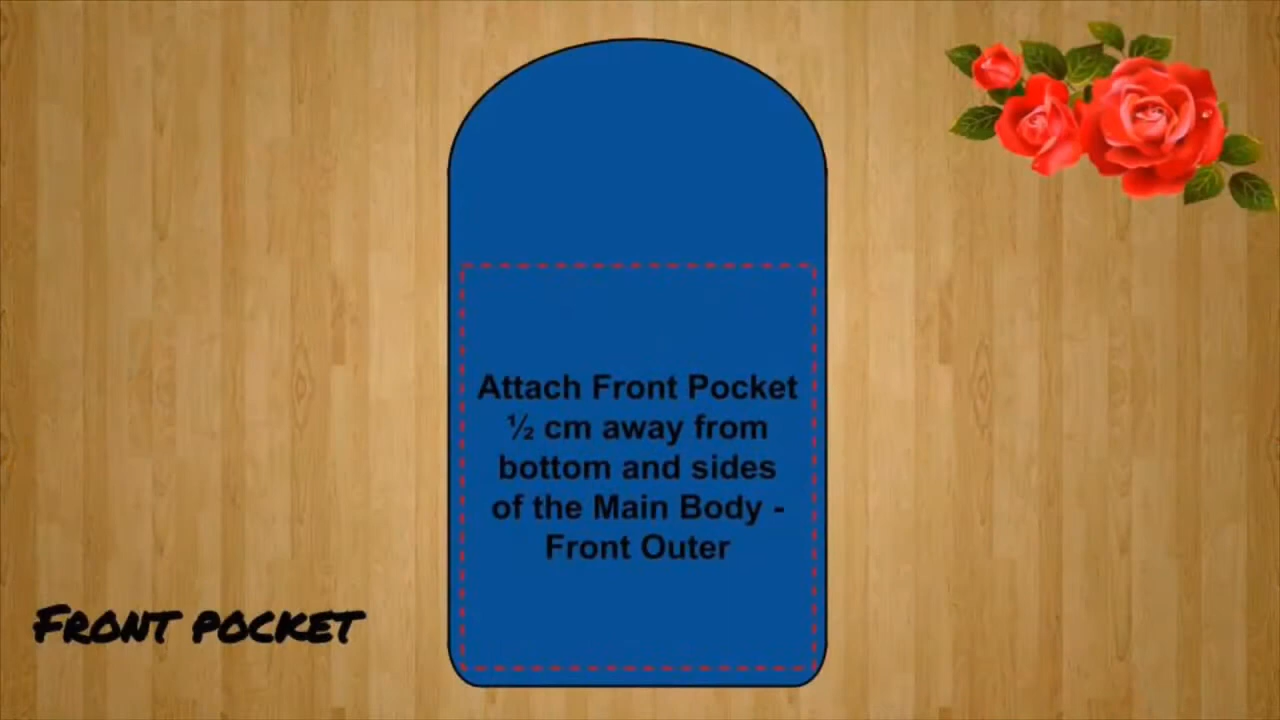 Attach Front Pocket
½ cm away from
bottom and sides
of the Main Body -
Front Outer
FRONT POCKET